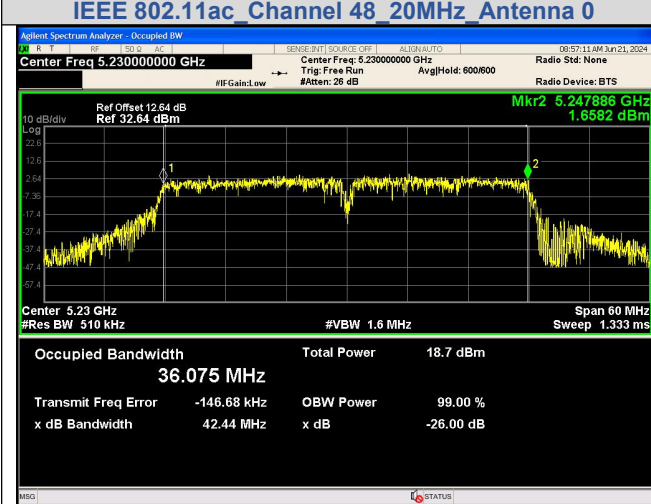 IEEE 802.11ac_Channel 48_20MHz_Antenna 0
Agilent Spectrum Analyzer - Occupied BW
LXI R T RF 50 Ω AC SENSE:INT SOURCE OFF ALIGNAUTO 08:57:11 AM Jun 21, 2024
Center Freq 5.230000000 GHz Center Freq: 5.230000000 GHz Radio Std: None
Trig: Free Run Avg|Hold: 600/600
#IFGain:Low #Atten: 26 dB Radio Device: BTS
Mkr2 5.247886 GHz
Ref Offset 12.64 dB 1.6582 dBm
10 dB/div Ref 32.64 dBm
Log
22.6
12.6
2.64
-7.36
-17.4
-27.4
-37.4
-47.4
-57.4
1
2
Center 5.23 GHz Span 60 MHz
#Res BW 510 kHz #VBW 1.6 MHz Sweep 1.333 ms
Occupied Bandwidth Total Power 18.7 dBm
36.075 MHz
Transmit Freq Error -146.68 kHz OBW Power 99.00 %
x dB Bandwidth 42.44 MHz x dB -26.00 dB
MSG STATUS